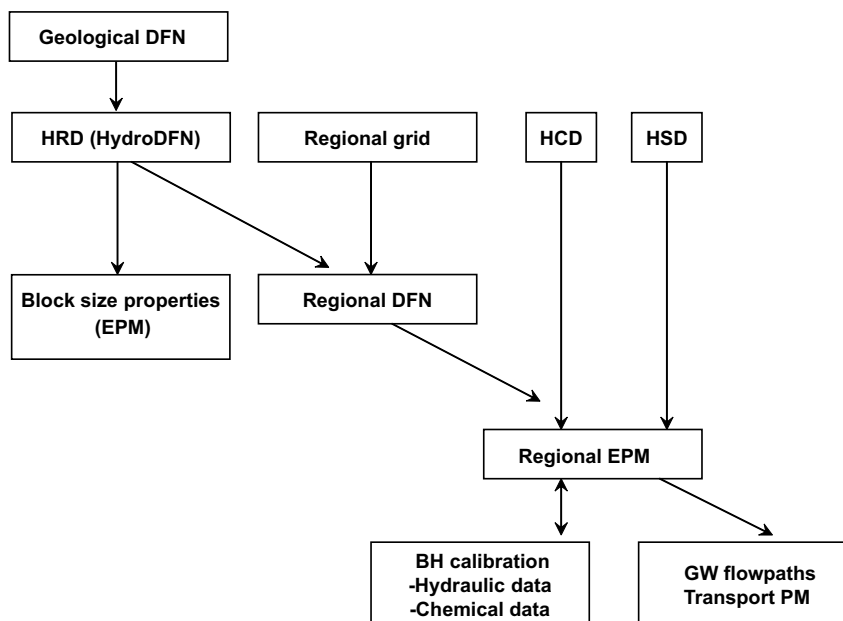 Geological DFN
HRD (HydroDFN)
Regional grid
HCD
HSD
Block size properties
(EPM)
Regional DFN
Regional EPM
BH calibration
-Hydraulic data
-Chemical data
GW flowpaths
Transport PM